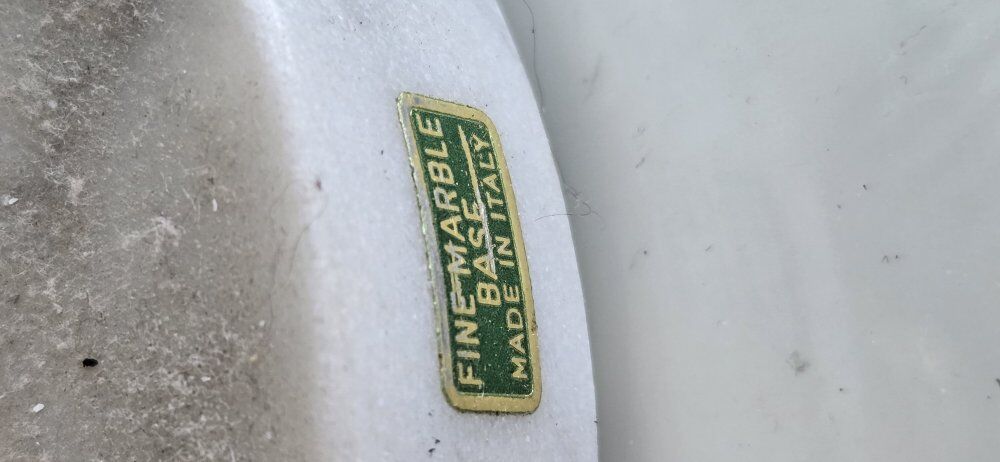 FINE MARBLE
BASE
MADE IN ITALY